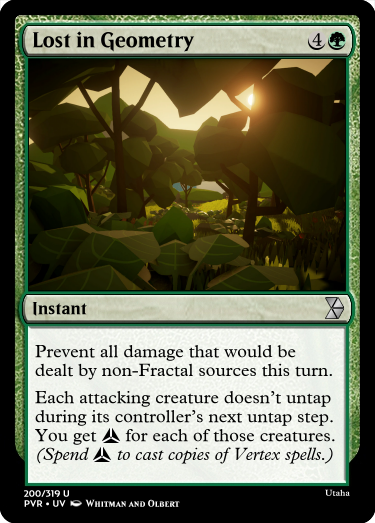 Lost in Geometry 4
Instant
Prevent all damage that would be
dealt by non-Fractal sources this turn.
Each attacking creature doesn't untap
during its controller's next untap step.
You get for each of those creatures.
(Spend to cast copies of Vertex spells.)
200/319 U
Utaha
PVR • UV Whitman and Olbert